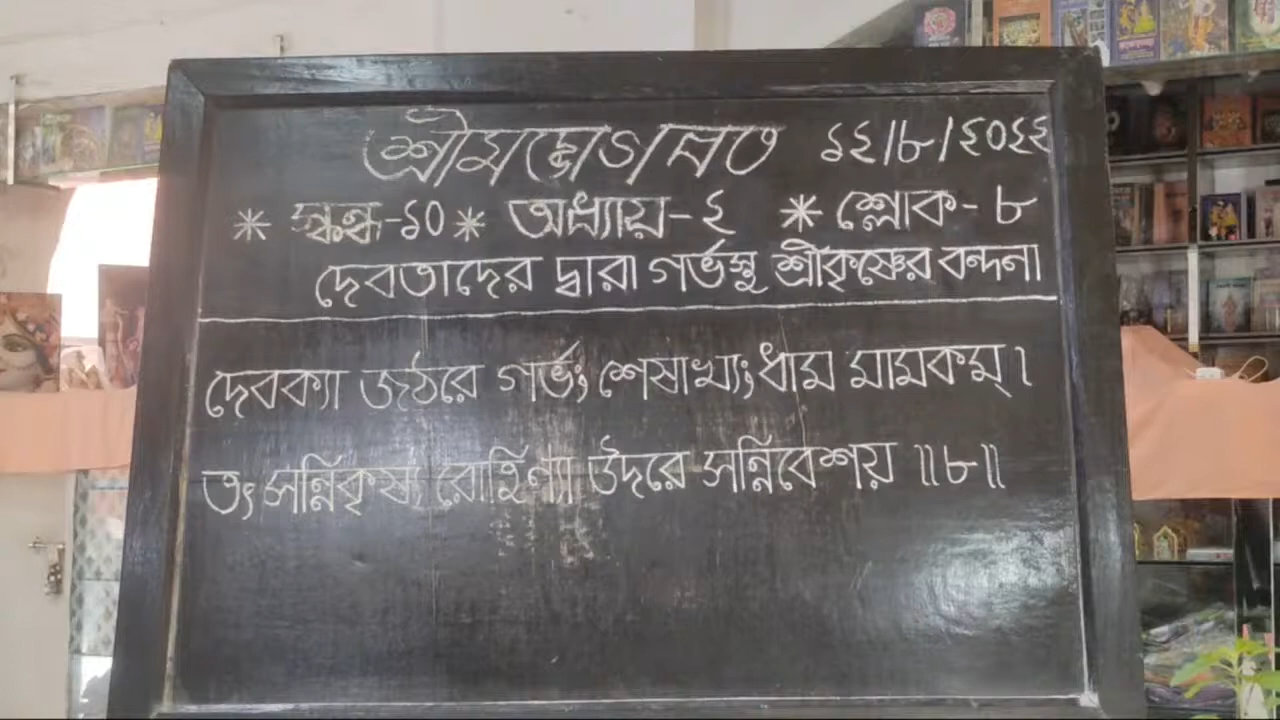 শ্রীমদ্ভাগবত ১২/৮/২০২২
* স্কন্ধ-১০ * অধ্যায়-২ * শ্লোক-৮
দেবতাদের দ্বারা গর্ভস্থ শ্রীকৃষ্ণের বন্দনা
দেবক্যা জঠরে গর্ভং শেষাখ্যং ধাম মামকম্।
তৎ সন্নিকৃষ্য রোহিণ্যা উদরে সন্নিবেশয় ॥৮॥